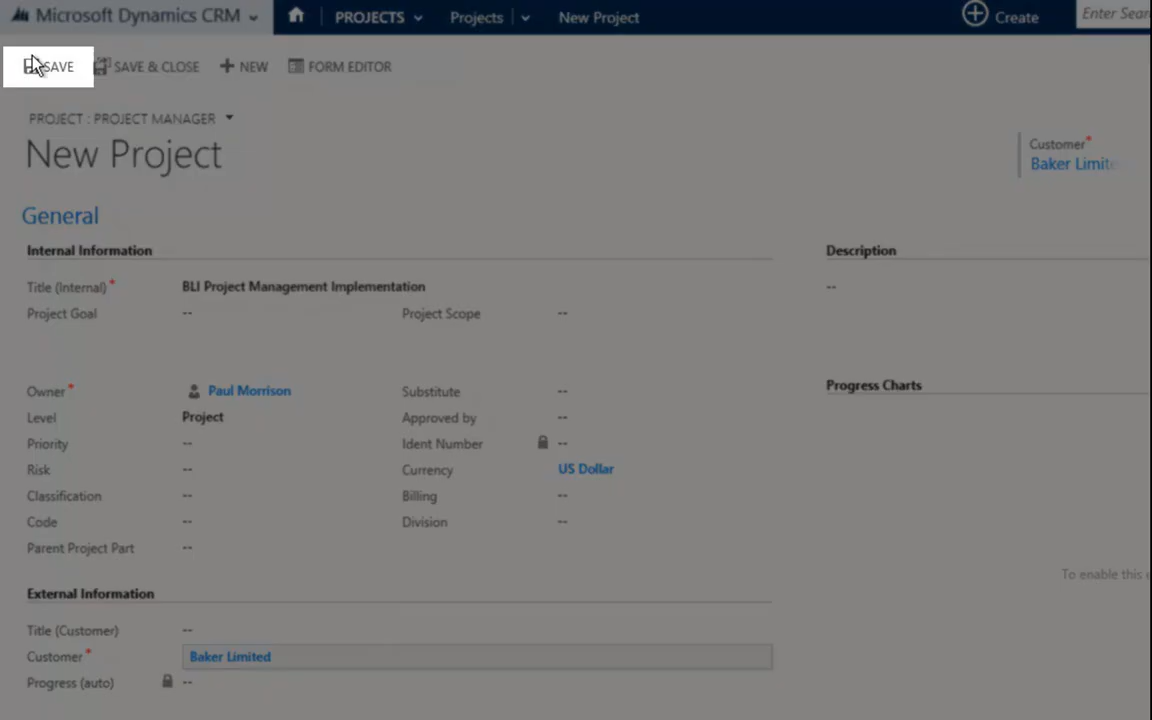 Microsoft Dynamics CRM PROJECTS Projects New Project Create Enter Sear
SAVE SAVE & CLOSE NEW FORM EDITOR
PROJECT : PROJECT MANAGER
New Project
Customer*
Baker Limite
General
Internal Information
Description
Title (Internal)* BLI Project Management Implementation
--
Project Goal -- Project Scope --
Owner* Paul Morrison Substitute --
Progress Charts
Level Project Approved by --
Priority -- Ident Number --
Risk -- Currency US Dollar
Classification -- Billing --
Code -- Division --
Parent Project Part --
To enable this
External Information
Title (Customer) --
Customer* Baker Limited
Progress (auto) --